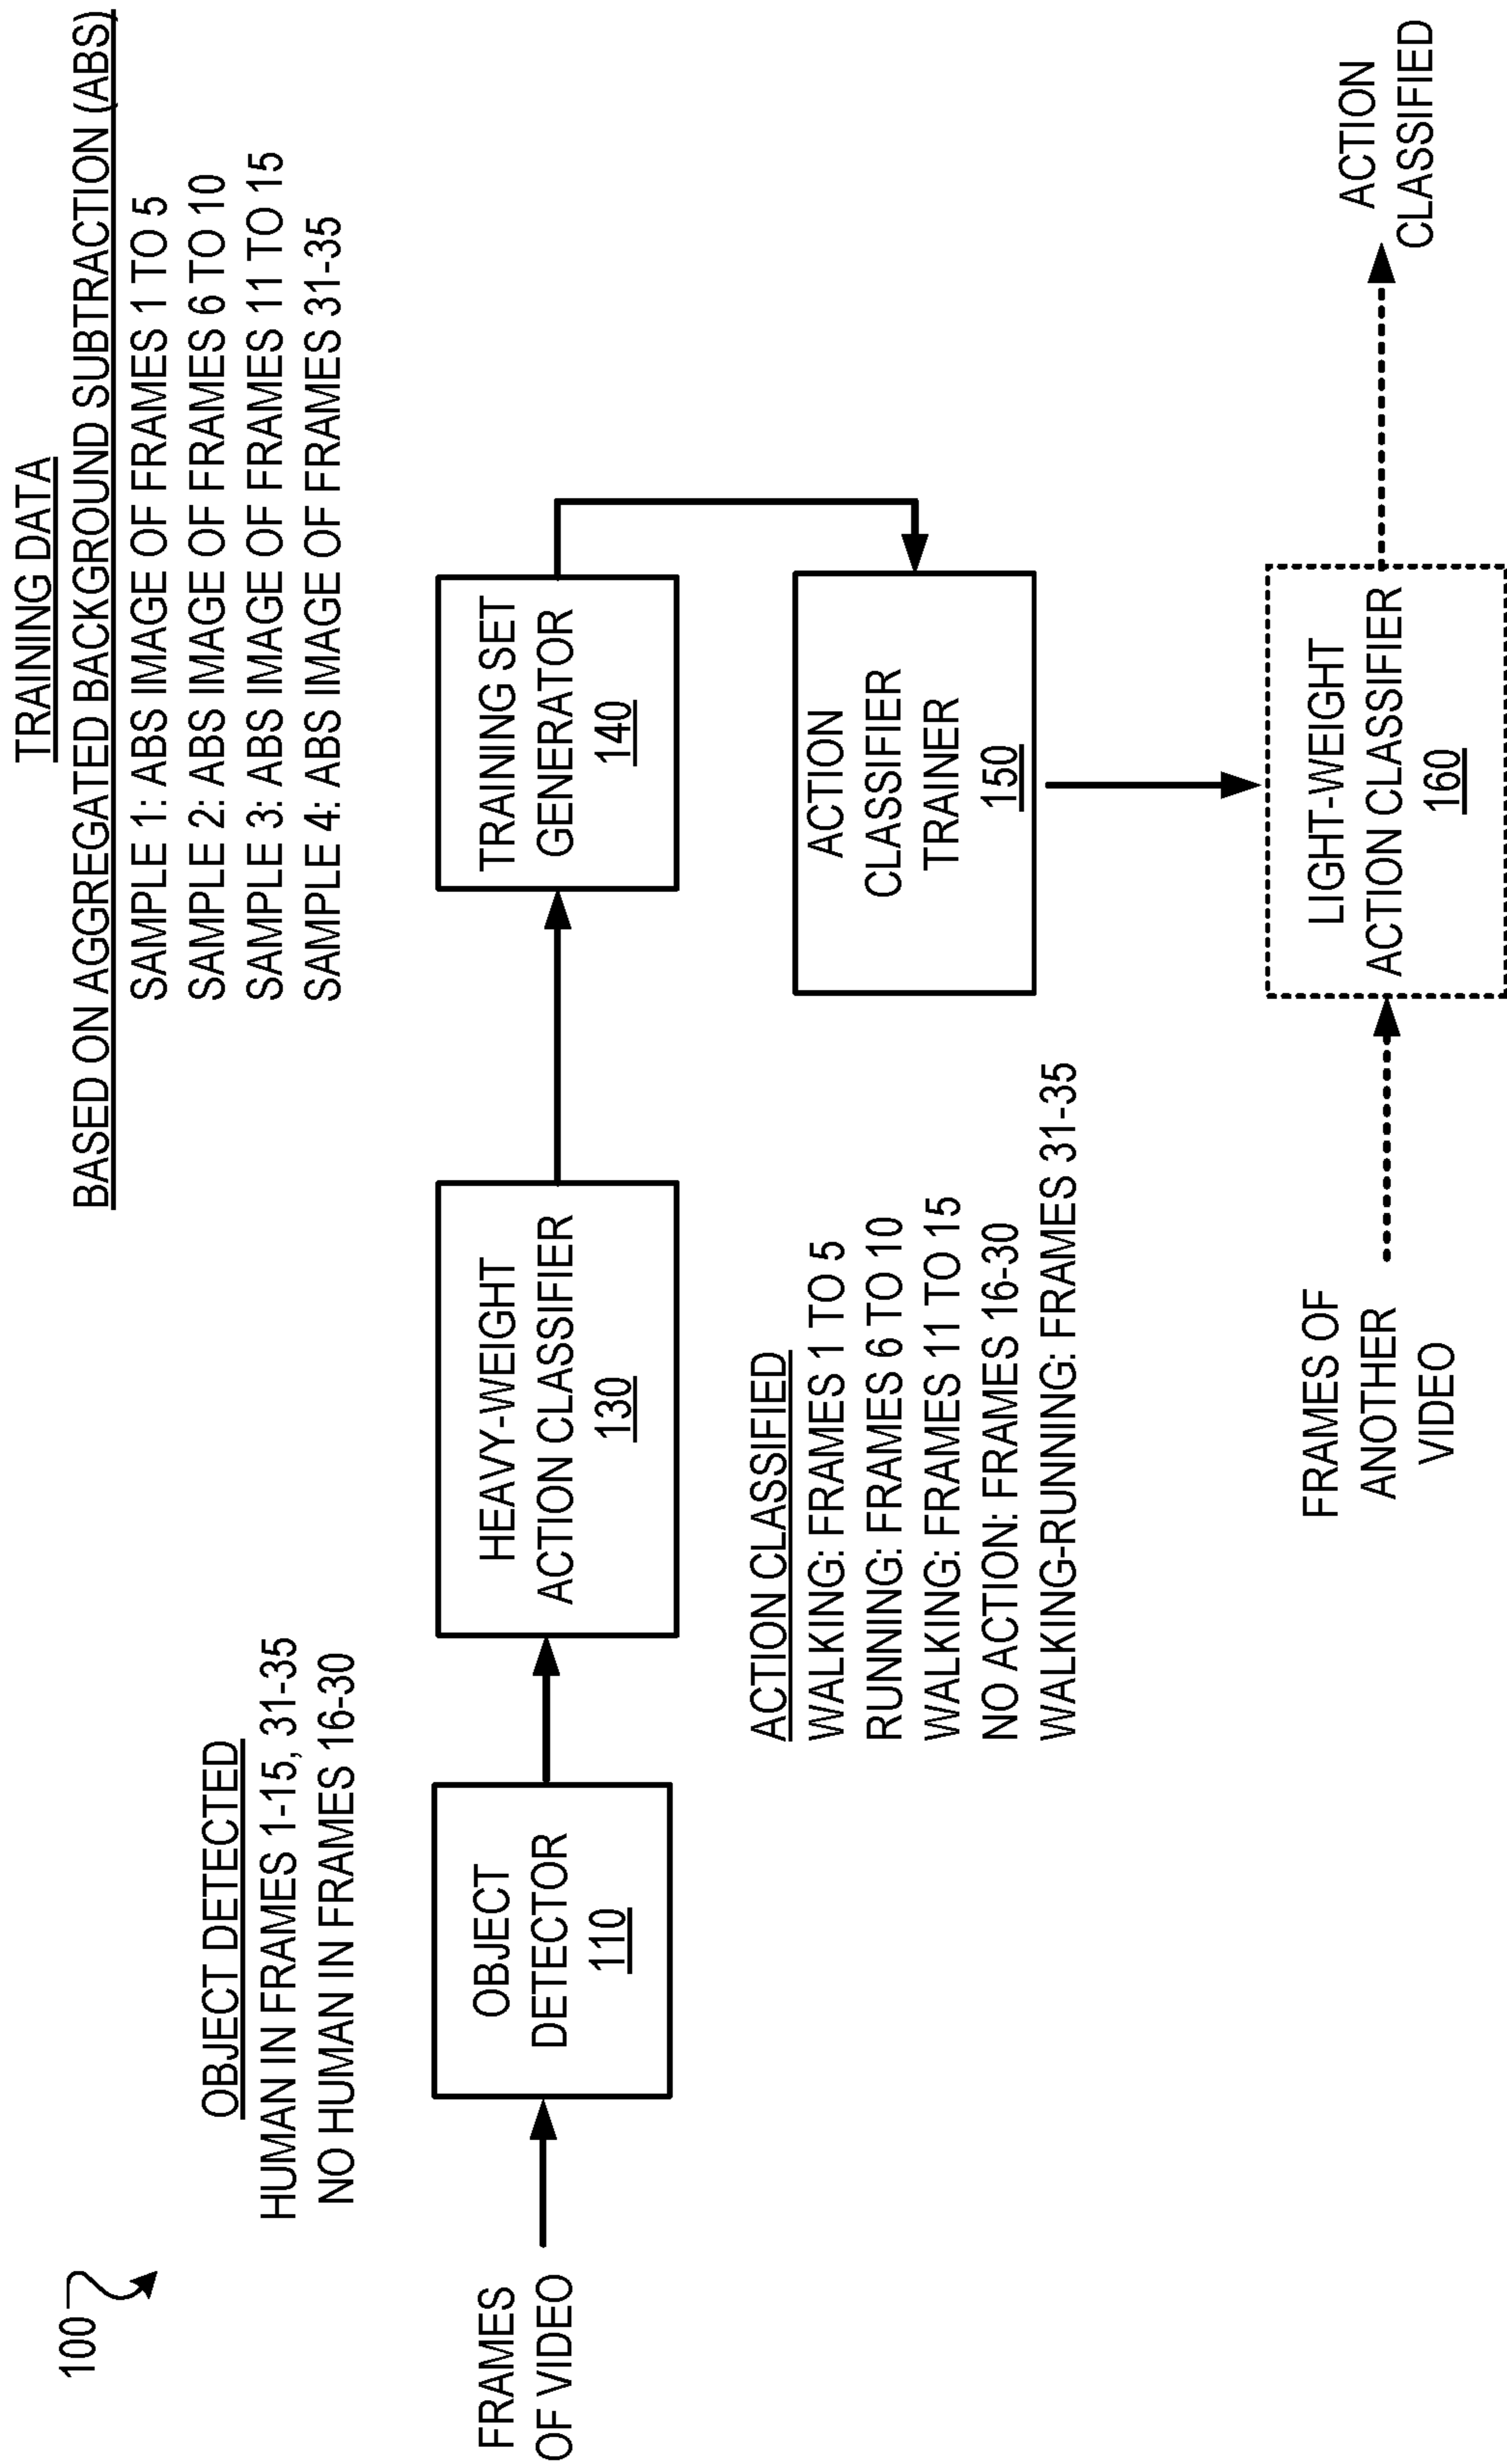 100
TRAINING DATA
BASED ON AGGREGATED BACKGROUND SUBTRACTION (ABS)
SAMPLE 1: ABS IMAGE OF FRAMES 1 TO 5
SAMPLE 2: ABS IMAGE OF FRAMES 6 TO 10
SAMPLE 3: ABS IMAGE OF FRAMES 11 TO 15
SAMPLE 4: ABS IMAGE OF FRAMES 31-35
OBJECT DETECTED
HUMAN IN FRAMES 1-15, 31-35
NO HUMAN IN FRAMES 16-30
FRAMES
OF VIDEO
OBJECT
DETECTOR
110
HEAVY-WEIGHT
ACTION CLASSIFIER
130
TRAINING SET
GENERATOR
140
ACTION CLASSIFIED
WALKING: FRAMES 1 TO 5
RUNNING: FRAMES 6 TO 10
WALKING: FRAMES 11 TO 15
NO ACTION: FRAMES 16-30
WALKING-RUNNING: FRAMES 31-35
ACTION
CLASSIFIER
TRAINER
150
FRAMES OF
ANOTHER
VIDEO
LIGHT-WEIGHT
ACTION CLASSIFIER
160
ACTION
CLASSIFIED